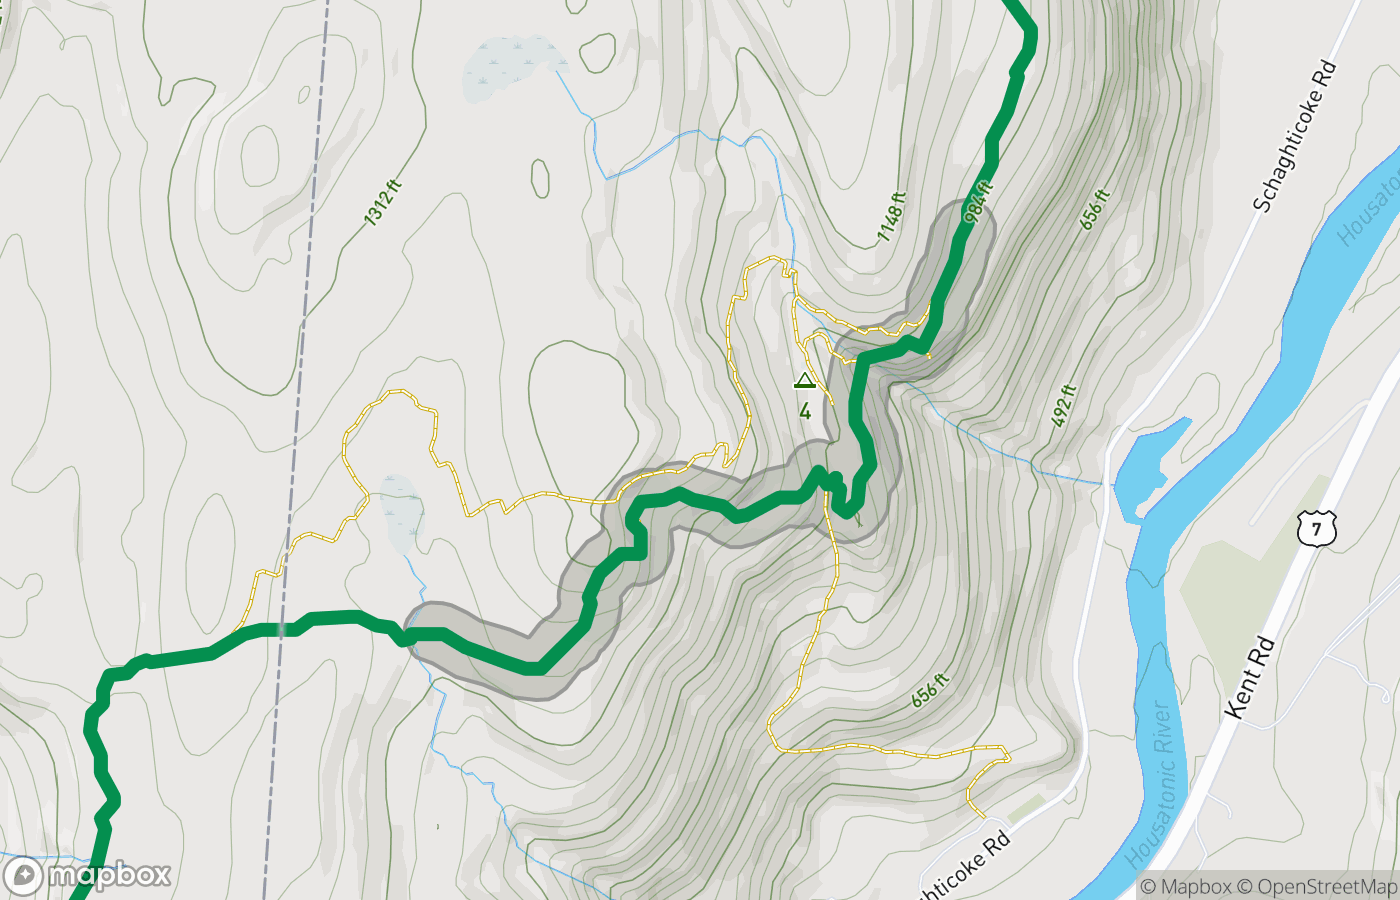 Schaghticoke Rd
Housato
1312 ft
1148 ft
984 ft
656 ft
492 ft
4
7
656 ft
Kent Rd
Housatonic River
ghticoke Rd
mapbox
© Mapbox © OpenStreetMap